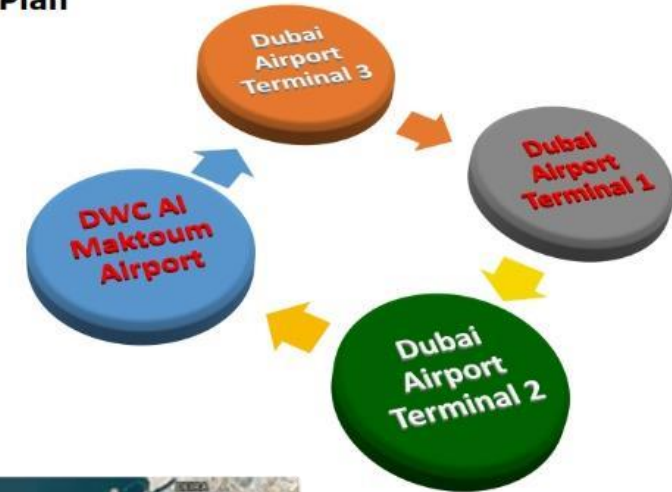 Plan
Dubai
Airport
Terminal 3
Dubai
Airport
Terminal 1
DWC Al
Maktoum
Airport
Dubai
Airport
Terminal 2